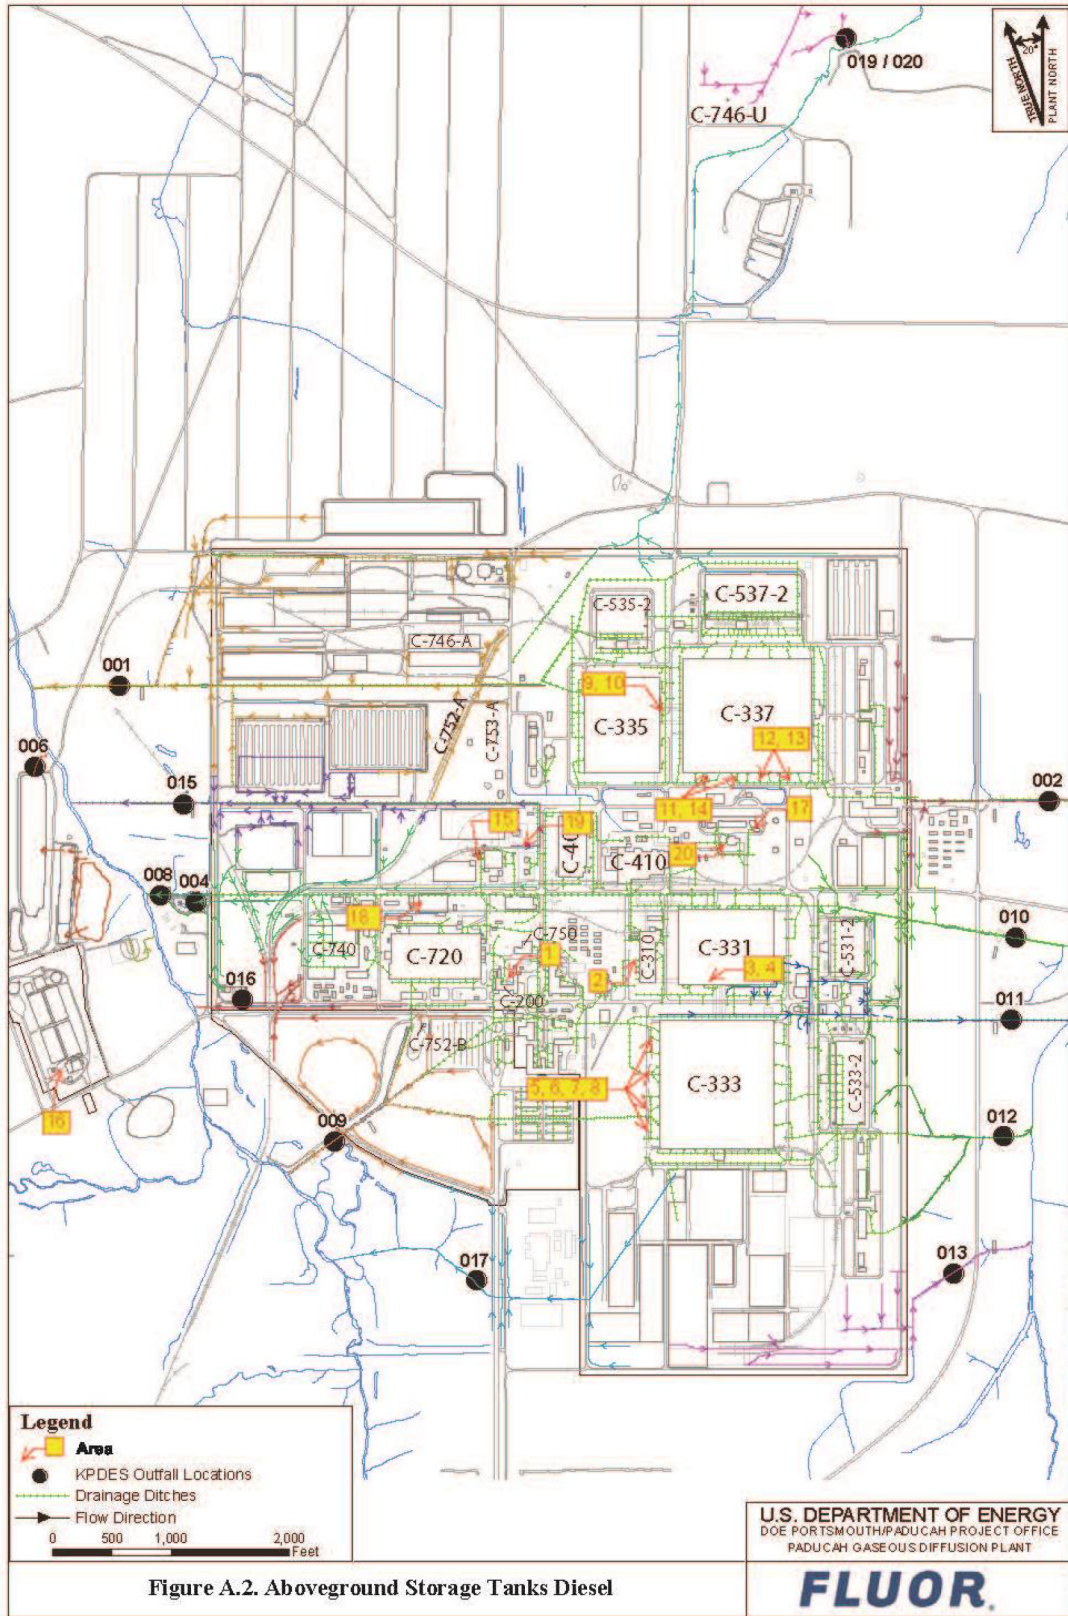 019 / 020
20°
TRUE NORTH
PLANT NORTH
C-746-U
C-537-2
C-535-2
C-746-A
001
9, 10
C-752-A
C-753-A
C-335
C-337
12, 13
006
015
002
11, 14
17
15
19
C-40
C-410
20
008
004
18
C-740
C-720
C-750
1
2
C-310
C-331
3, 4
C-531-2
010
016
C-200
011
C-752-B
5, 6, 7, 8
C-333
C-533-2
16
009
012
017
013
Legend
Area
KPDES Outfall Locations
Drainage Ditches
Flow Direction
0 500 1,000 2,000
Feet
U.S. DEPARTMENT OF ENERGY
DOE PORTSMOUTH/PADUCAH PROJECT OFFICE
PADUCAH GASEOUS DIFFUSION PLANT
Figure A.2. Aboveground Storage Tanks Diesel
FLUOR.